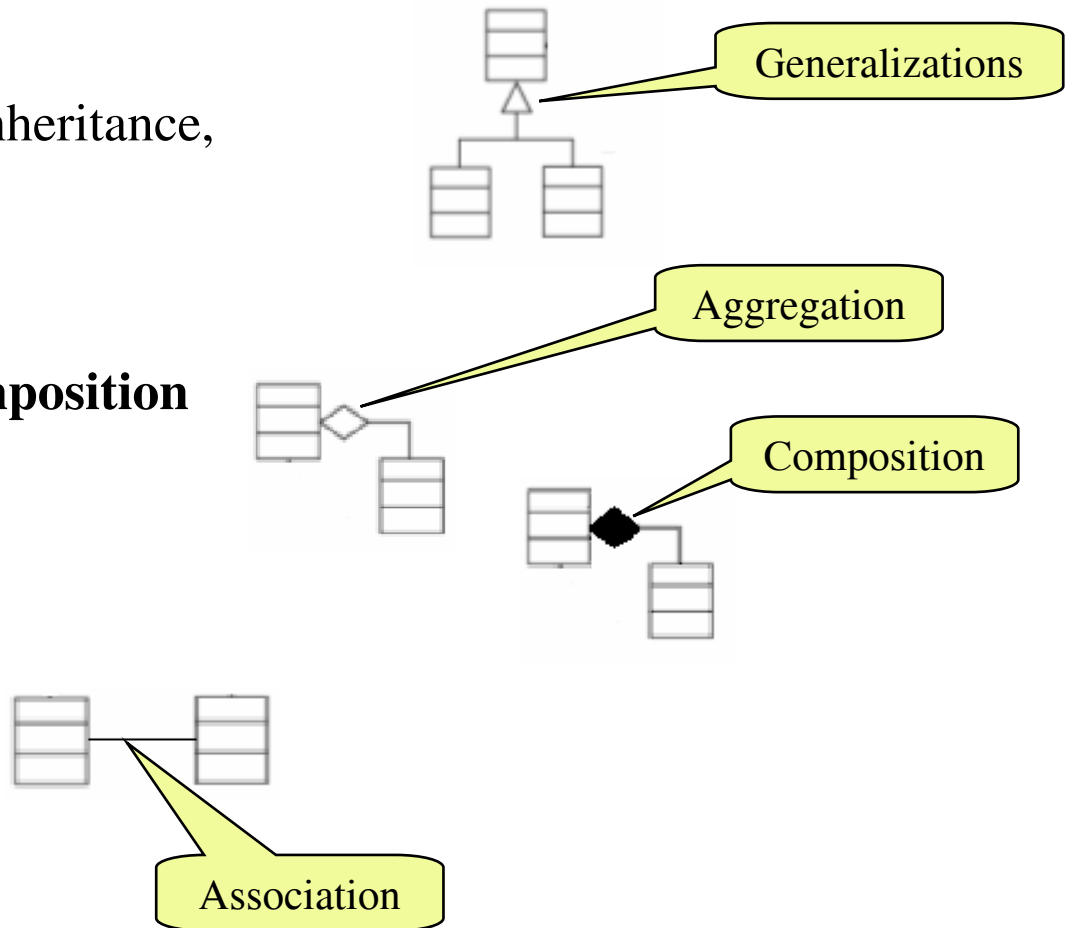 Generalizations
nheritance,
Aggregation
nposition
Composition
Association